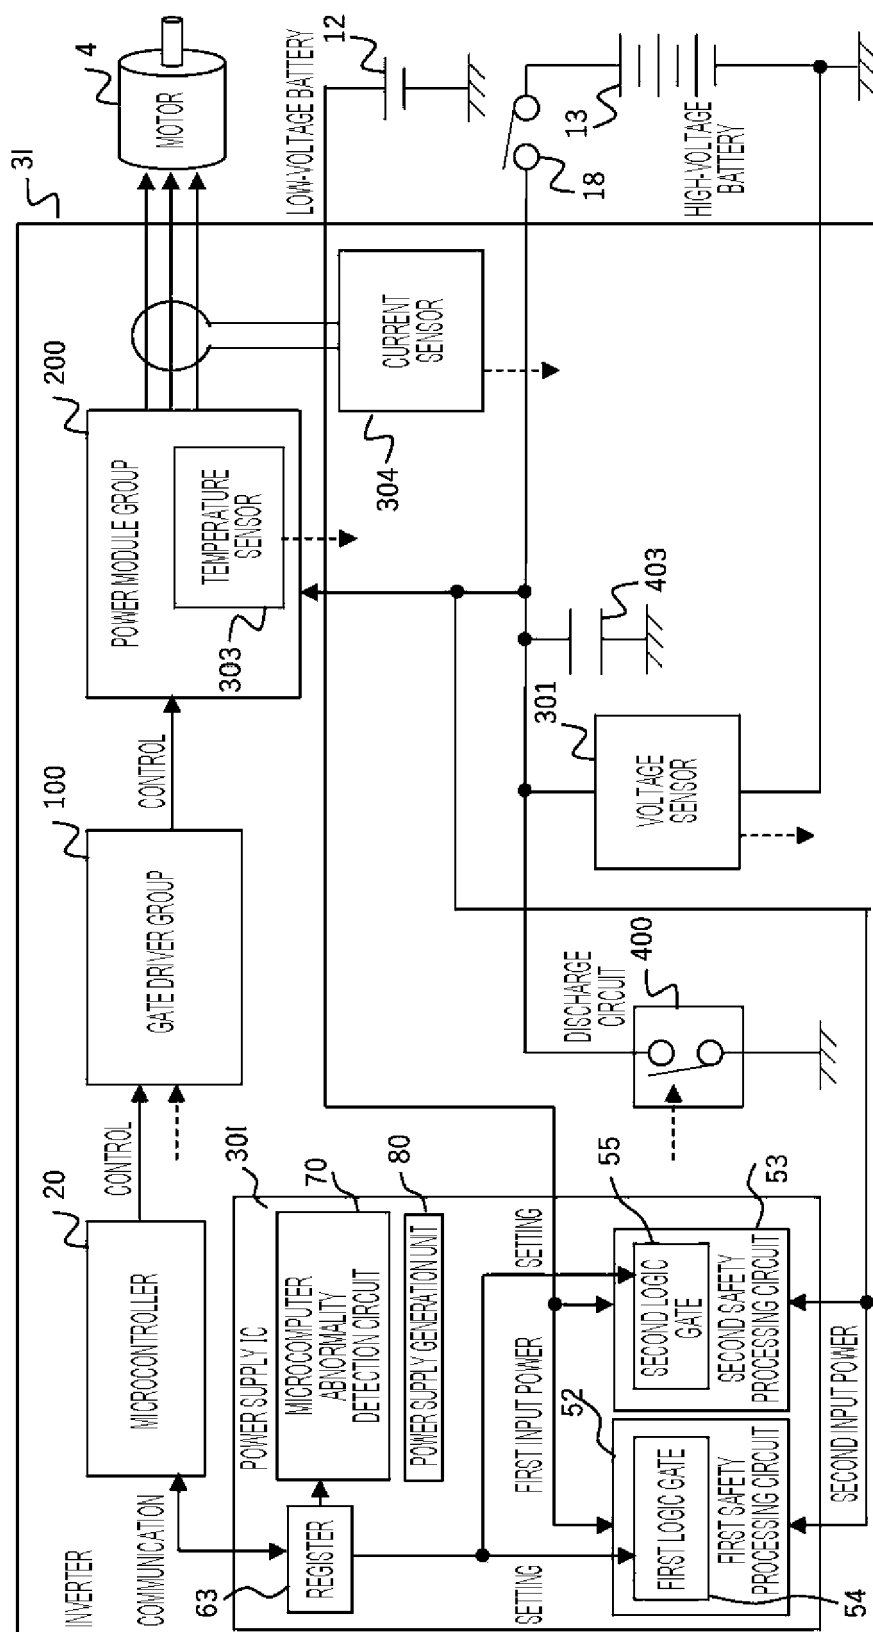 INVERTER
31
COMMUNICATION
MICROCONTROLLER
20
CONTROL
GATE DRIVER GROUP
100
CONTROL
POWER MODULE GROUP
200
TEMPERATURE
SENSOR
303
MOTOR
4
CURRENT
SENSOR
304
LOW-VOLTAGE BATTERY
12
18
13
HIGH-VOLTAGE
BATTERY
403
VOLTAGE
SENSOR
301
DISCHARGE
CIRCUIT
400
POWER SUPPLY IC
301
REGISTER
63
MICROCOMPUTER
ABNORMALITY
DETECTION CIRCUIT
70
POWER SUPPLY GENERATION UNIT
80
SETTING
FIRST INPUT POWER
SETTING
FIRST LOGIC GATE
54
FIRST SAFETY
PROCESSING CIRCUIT
52
SECOND LOGIC
GATE
55
SECOND SAFETY
PROCESSING CIRCUIT
53
SECOND INPUT POWER